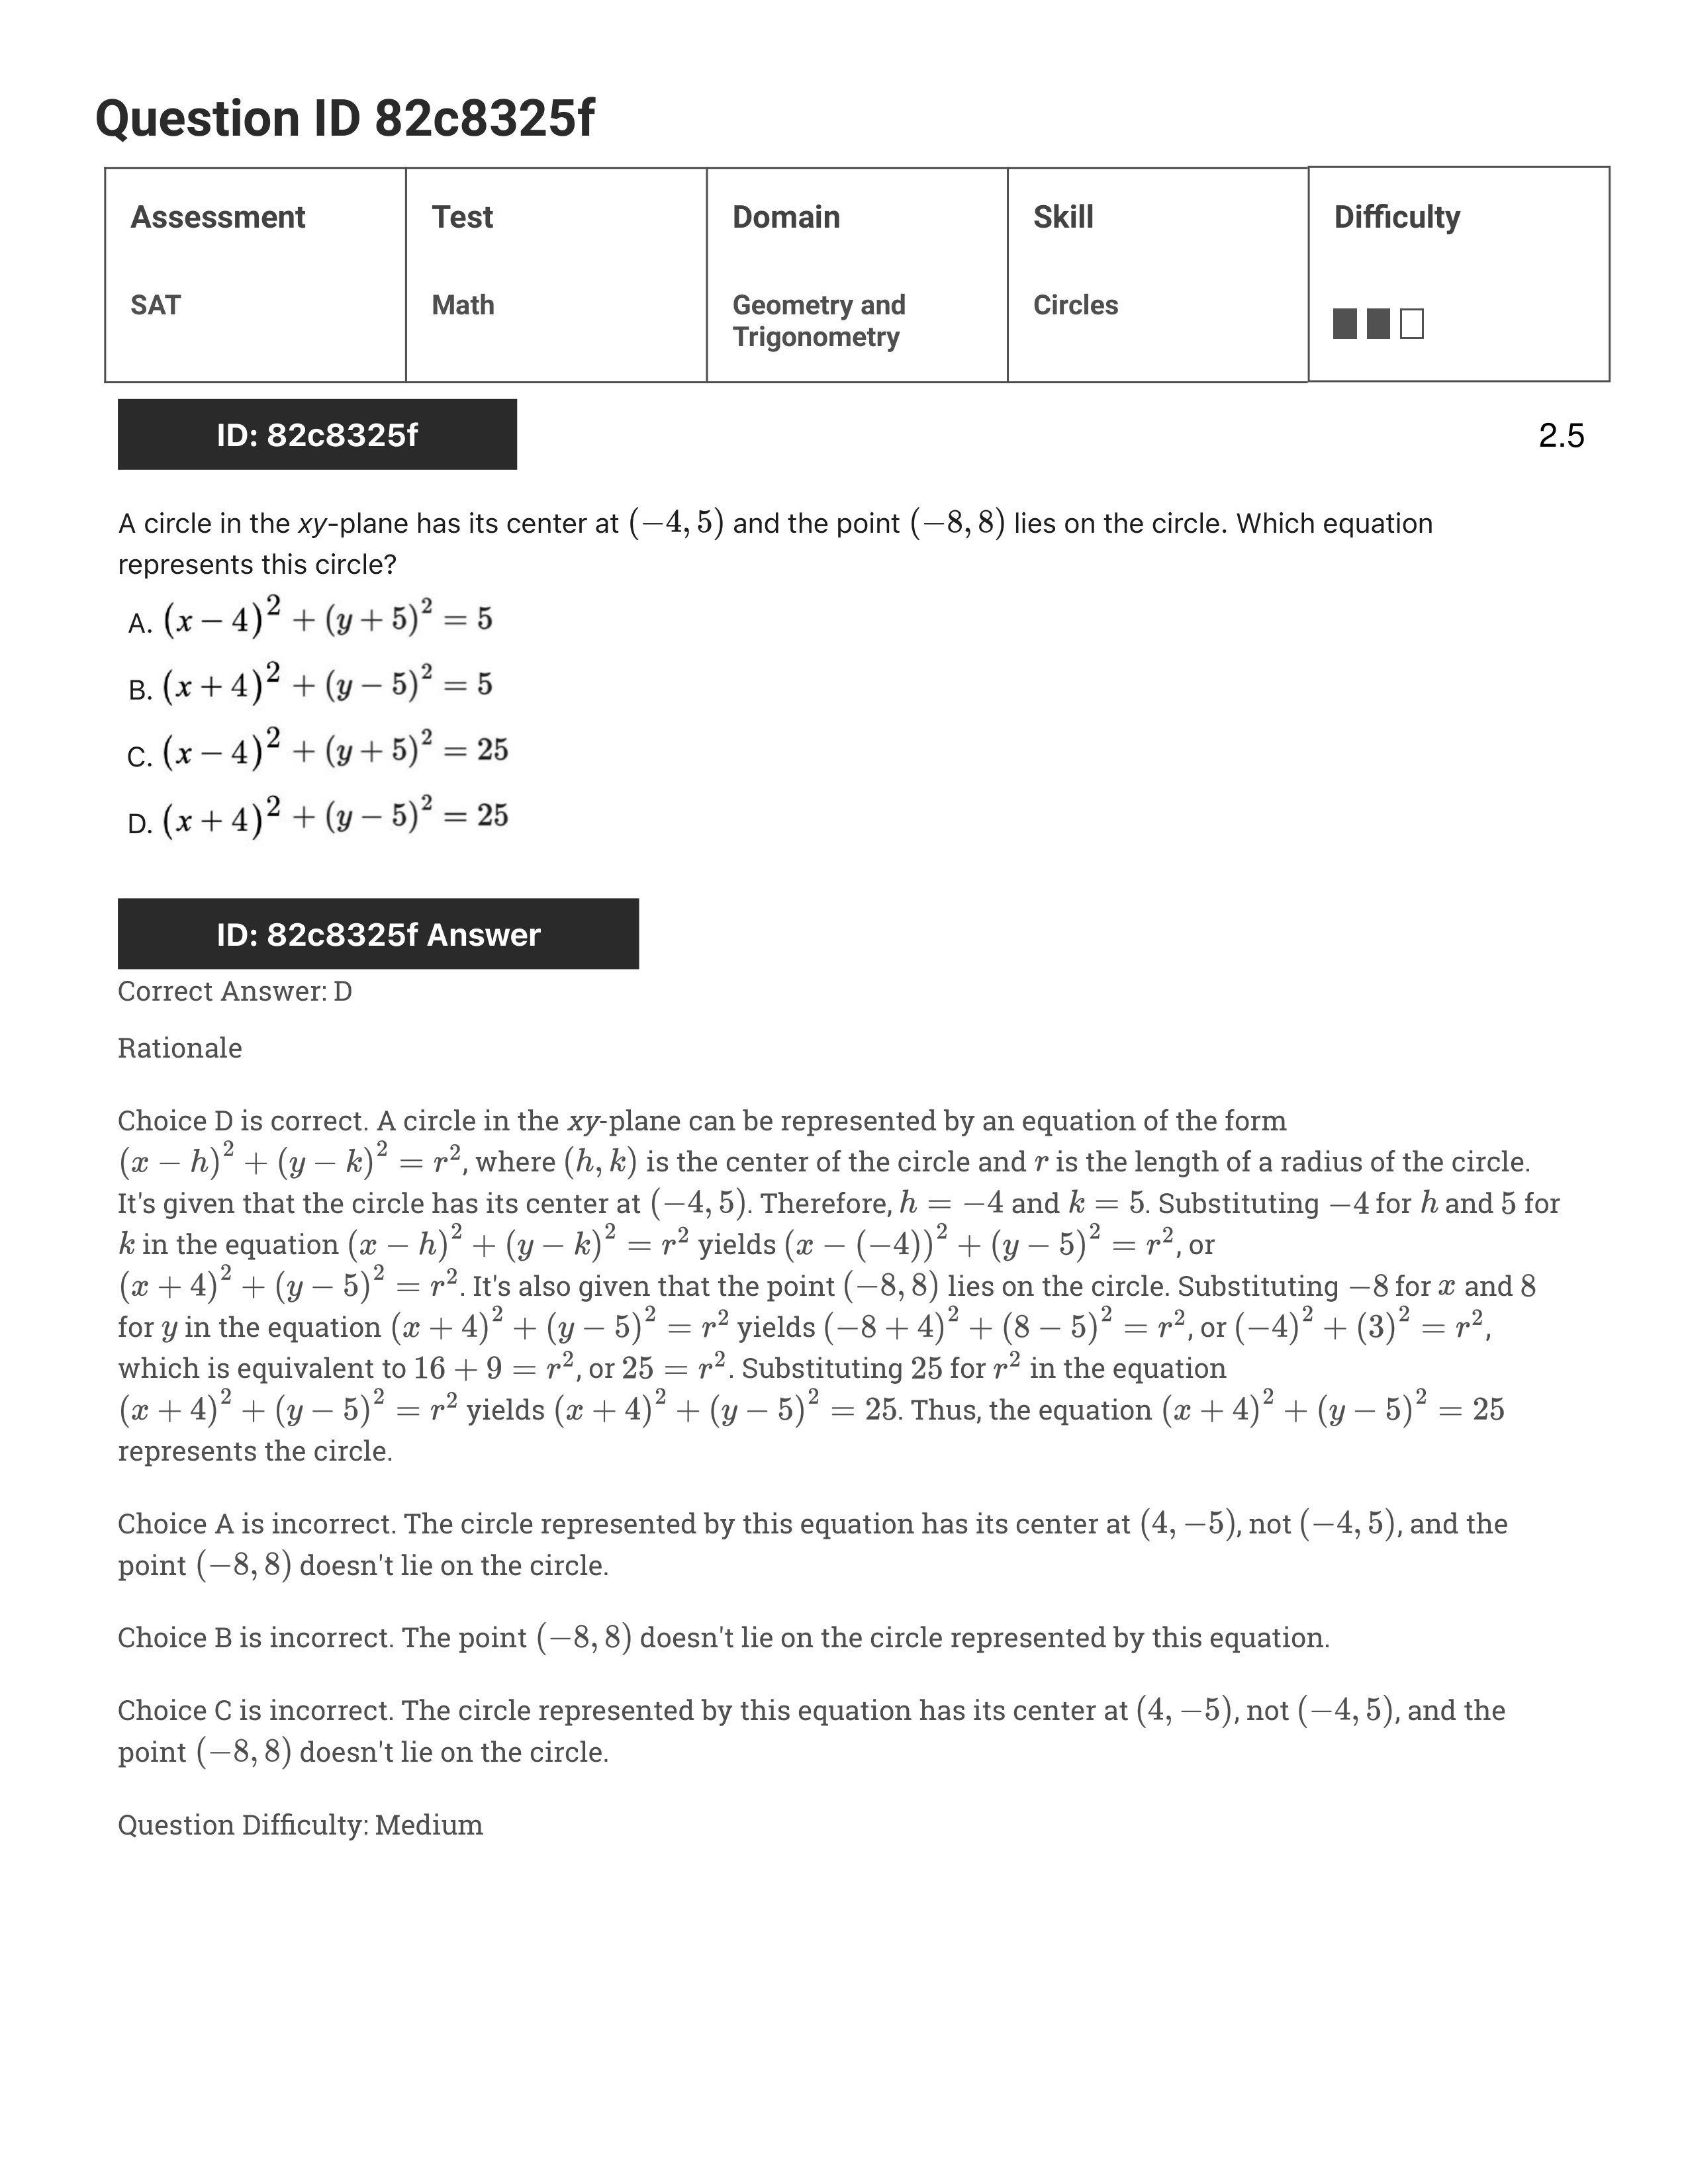 Question ID 82c8325f
Assessment Test Domain Skill Difficulty
SAT Math Geometry and Circles
Trigonometry
ID: 82c8325f 2.5
A circle in the xy-plane has its center at (−4, 5) and the point (−8, 8) lies on the circle. Which equation
represents this circle?
A. (x − 4)² + (y + 5)² = 5
B. (x + 4)² + (y − 5)² = 5
C. (x − 4)² + (y + 5)² = 25
D. (x + 4)² + (y − 5)² = 25
ID: 82c8325f Answer
Correct Answer: D
Rationale
Choice D is correct. A circle in the xy-plane can be represented by an equation of the form
(x − h)² + (y − k)² = r², where (h, k) is the center of the circle and r is the length of a radius of the circle.
It's given that the circle has its center at (−4, 5). Therefore, h = −4 and k = 5. Substituting −4 for h and 5 for
k in the equation (x − h)² + (y − k)² = r² yields (x − (−4))² + (y − 5)² = r², or
(x + 4)² + (y − 5)² = r². It's also given that the point (−8, 8) lies on the circle. Substituting −8 for x and 8
for y in the equation (x + 4)² + (y − 5)² = r² yields (−8 + 4)² + (8 − 5)² = r², or (−4)² + (3)² = r²,
which is equivalent to 16 + 9 = r², or 25 = r². Substituting 25 for r² in the equation
(x + 4)² + (y − 5)² = r² yields (x + 4)² + (y − 5)² = 25. Thus, the equation (x + 4)² + (y − 5)² = 25
represents the circle.
Choice A is incorrect. The circle represented by this equation has its center at (4, −5), not (−4, 5), and the
point (−8, 8) doesn't lie on the circle.
Choice B is incorrect. The point (−8, 8) doesn't lie on the circle represented by this equation.
Choice C is incorrect. The circle represented by this equation has its center at (4, −5), not (−4, 5), and the
point (−8, 8) doesn't lie on the circle.
Question Difficulty: Medium